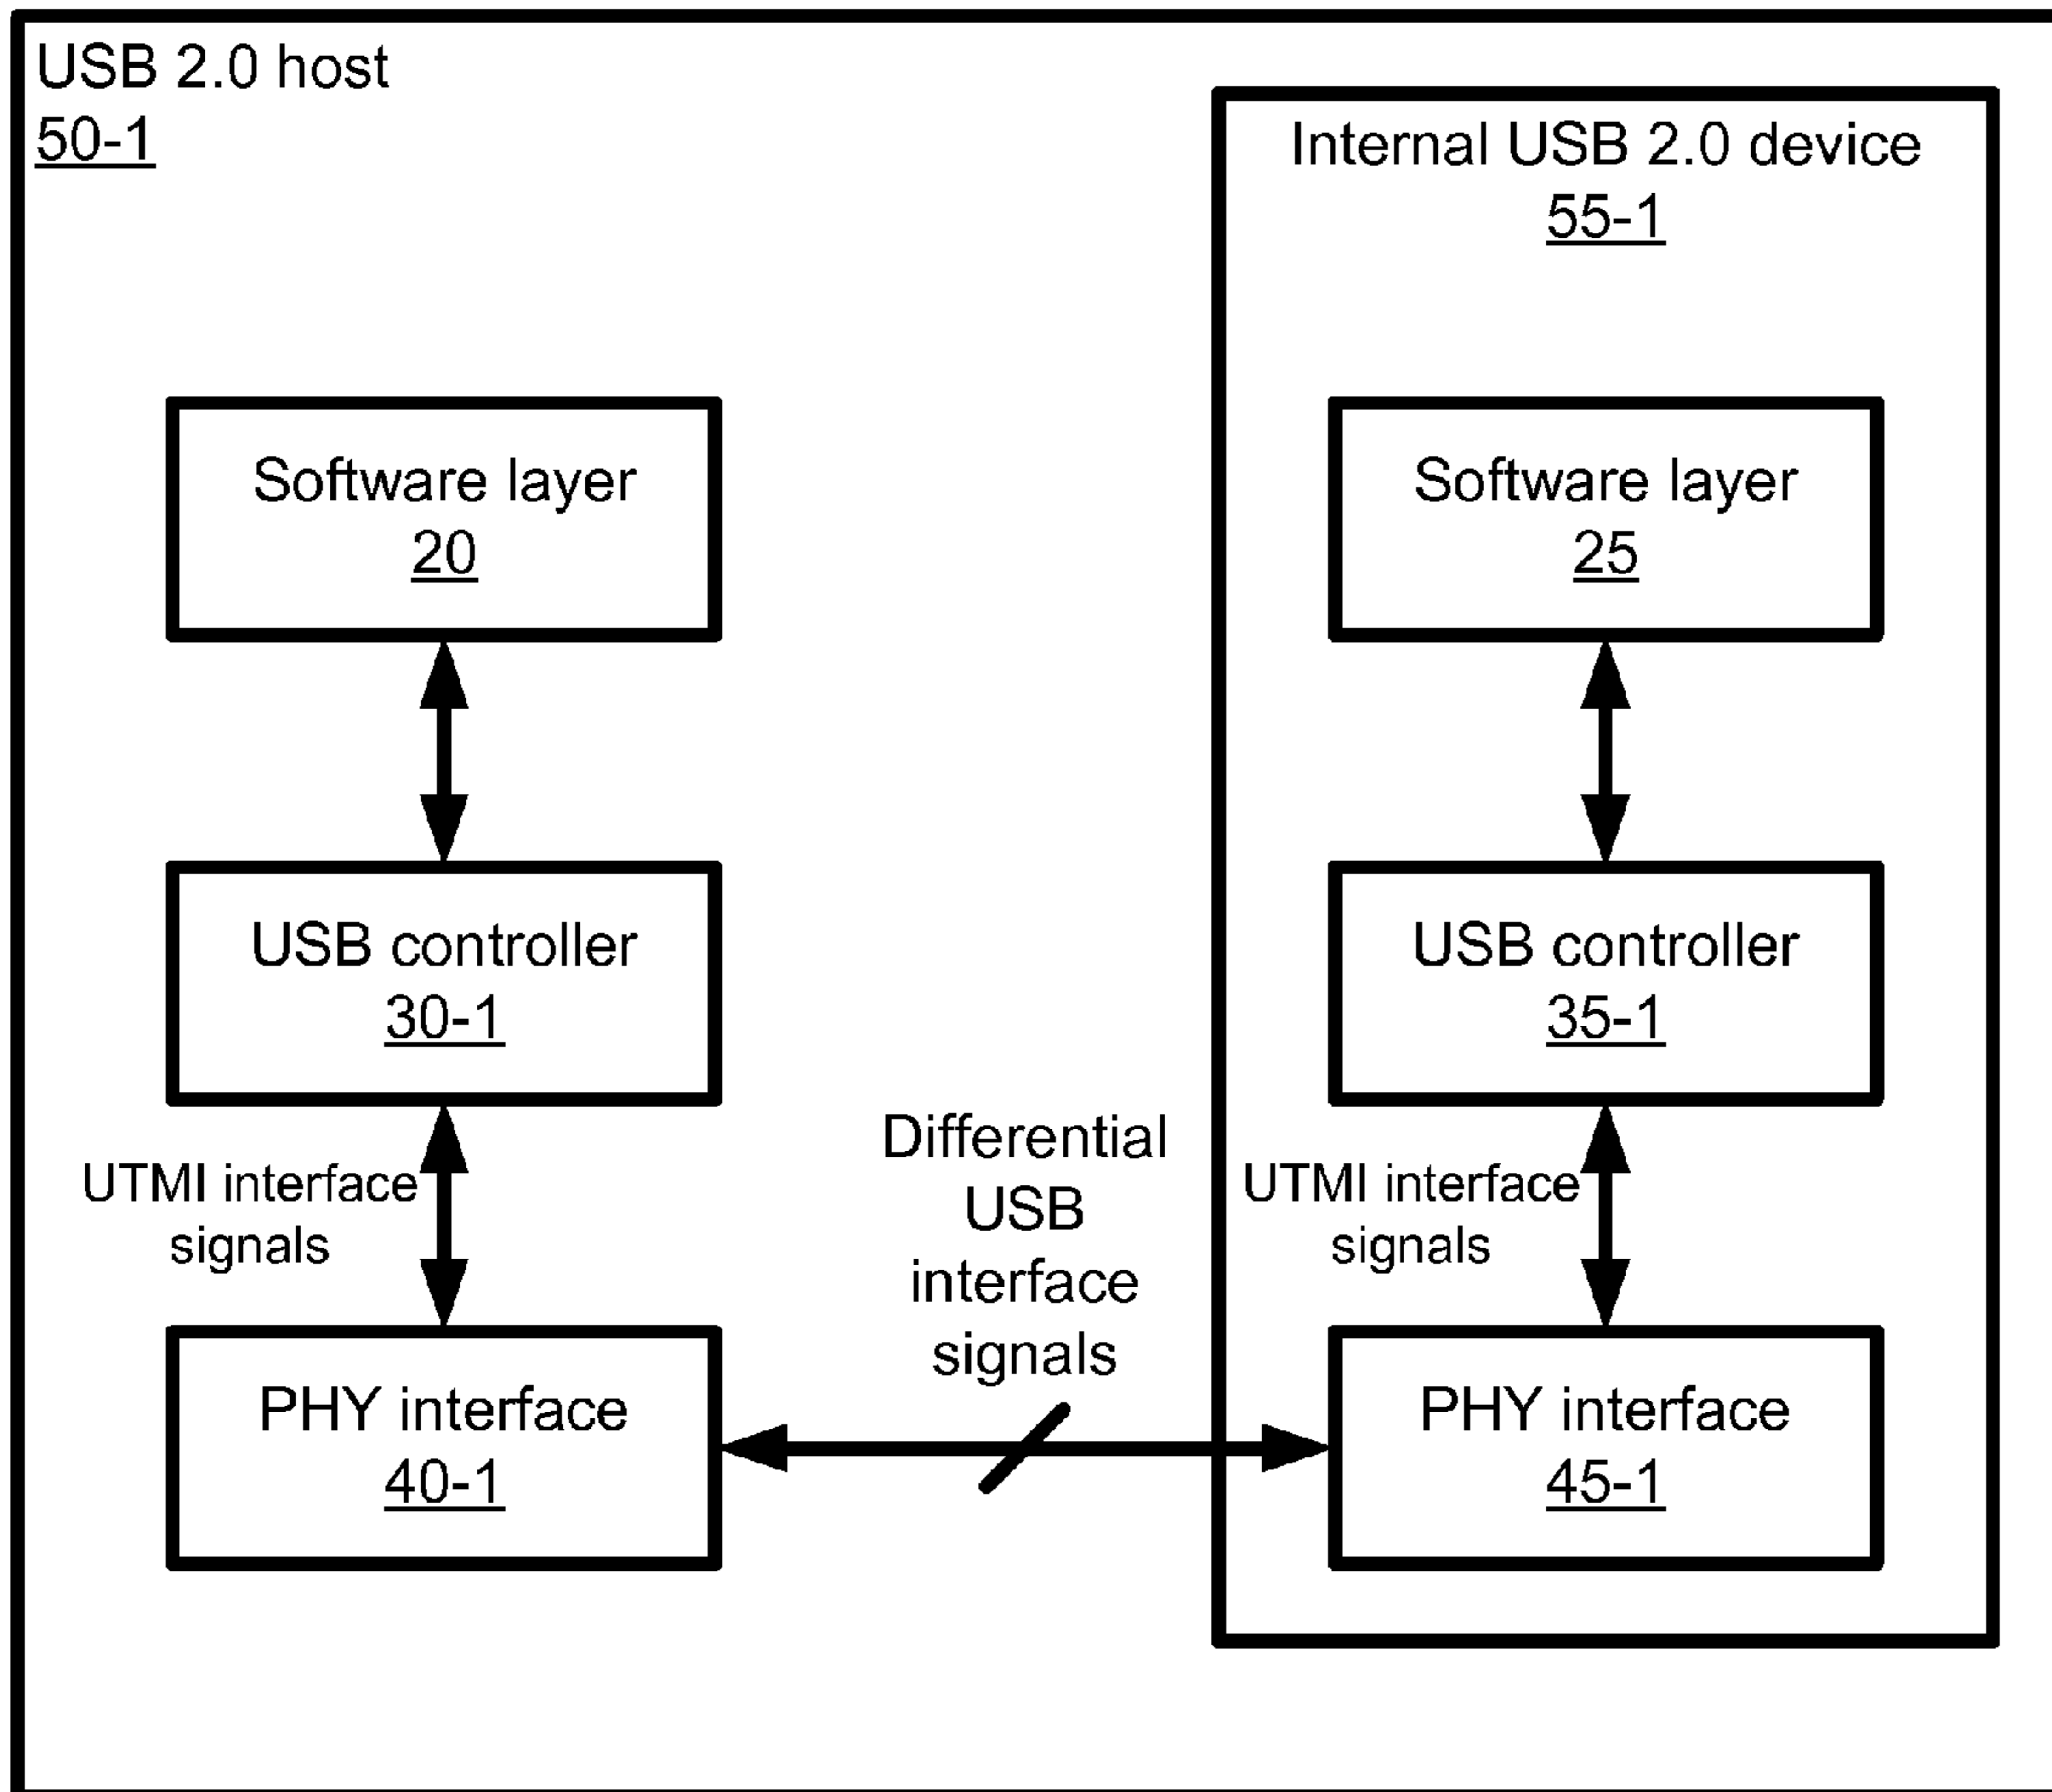 USB 2.0 host
50-1
Internal USB 2.0 device
55-1
Software layer
20
Software layer
25
USB controller
30-1
USB controller
35-1
UTMI interface
signals
Differential
USB
interface
signals
UTMI interface
signals
PHY interface
40-1
PHY interface
45-1